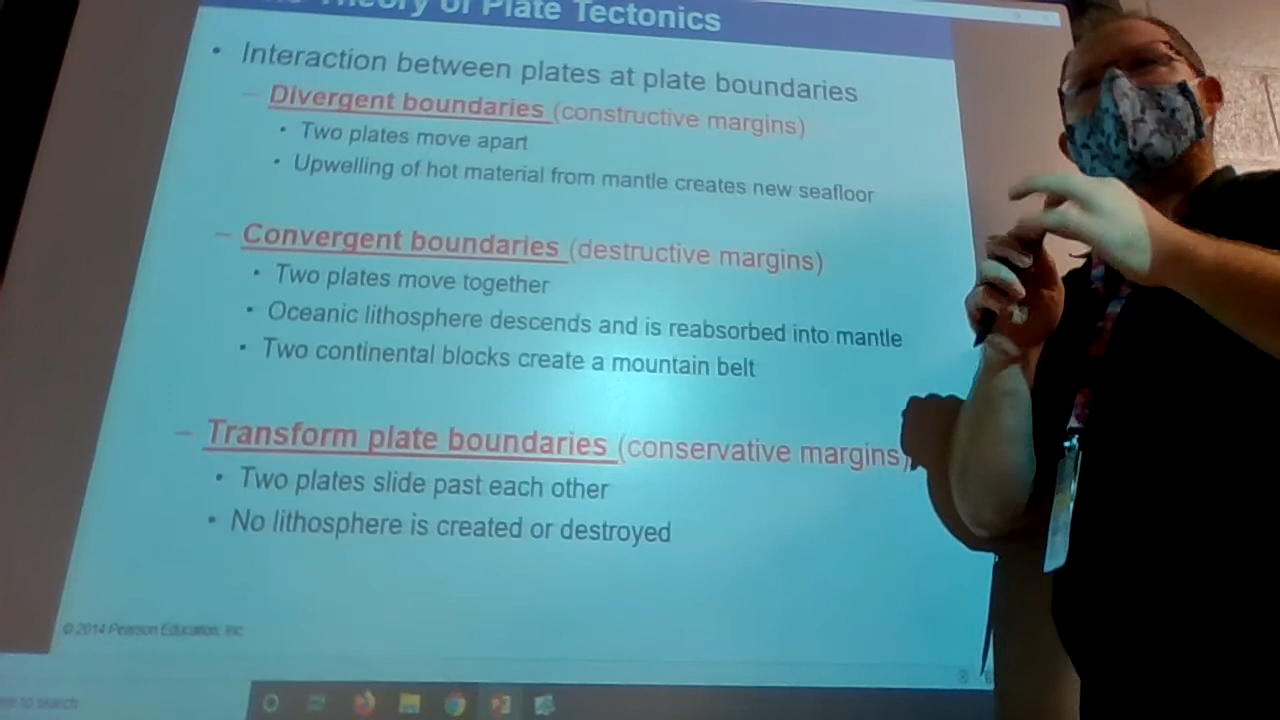 Theory of Plate Tectonics
• Interaction between plates at plate boundaries
– Divergent boundaries (constructive margins)
• Two plates move apart
• Upwelling of hot material from mantle creates new seafloor
– Convergent boundaries (destructive margins)
• Two plates move together
• Oceanic lithosphere descends and is reabsorbed into mantle
• Two continental blocks create a mountain belt
– Transform plate boundaries (conservative margins)
• Two plates slide past each other
• No lithosphere is created or destroyed
© 2014 Pearson Education, Inc.
to search